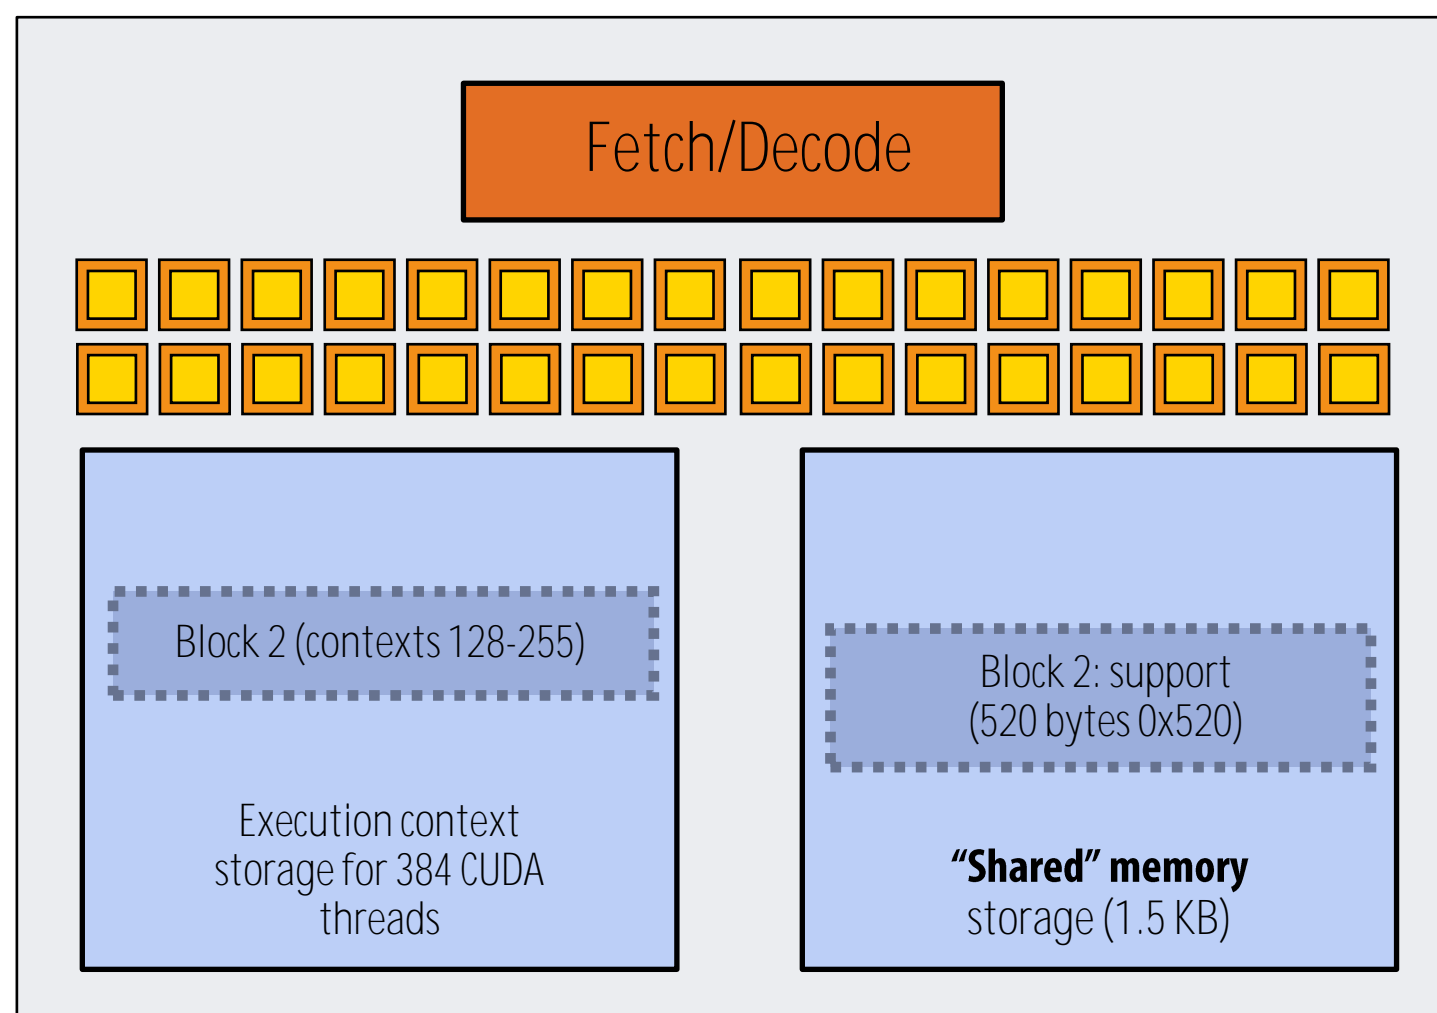 Fetch/Decode
Block 2 (contexts 128-255)
Execution context
storage for 384 CUDA
threads
Block 2: support
(520 bytes 0x520)
“Shared” memory
storage (1.5 KB)